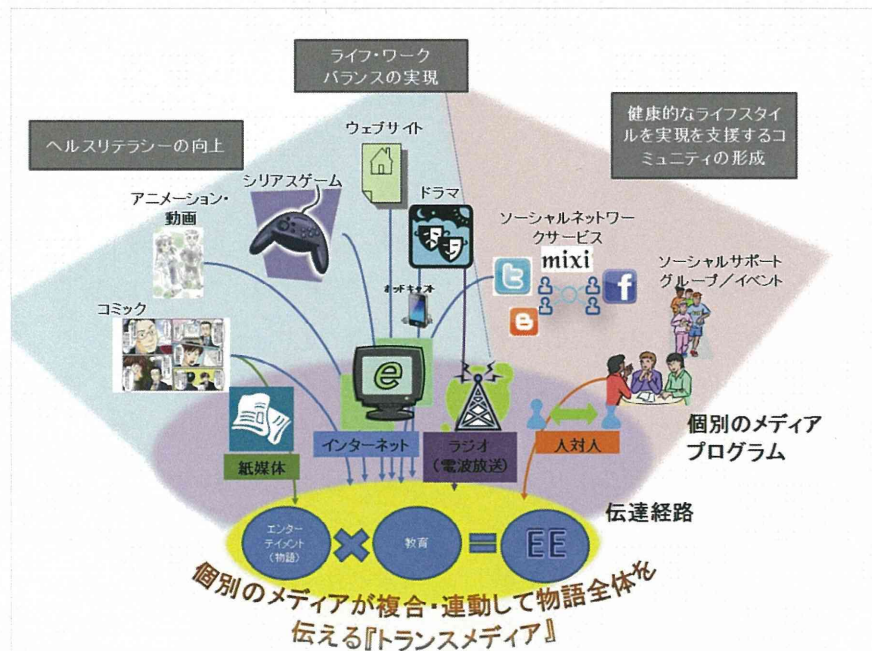 ライフ・ワーク
バランスの実現
健康的なライフスタイ
ルを実現を支援するコ
ミュニティの形成
ヘルスリテラシーの向上
ウェブサイト
シリアスゲーム
アニメーション・
動画
ドラマ
ソーシャルネットワー
クサービス
mixi
ソーシャルサポート
グループ/イベント
ポッドキャスト
コミック
個別のメディア
プログラム
紙媒体
インターネット
ラジオ
(電波放送)
人対人
伝達経路
エンター
テイメント
(物語)
教育
EE
個別のメディアが複合・連動して物語全体を
伝える『トランスメディア』